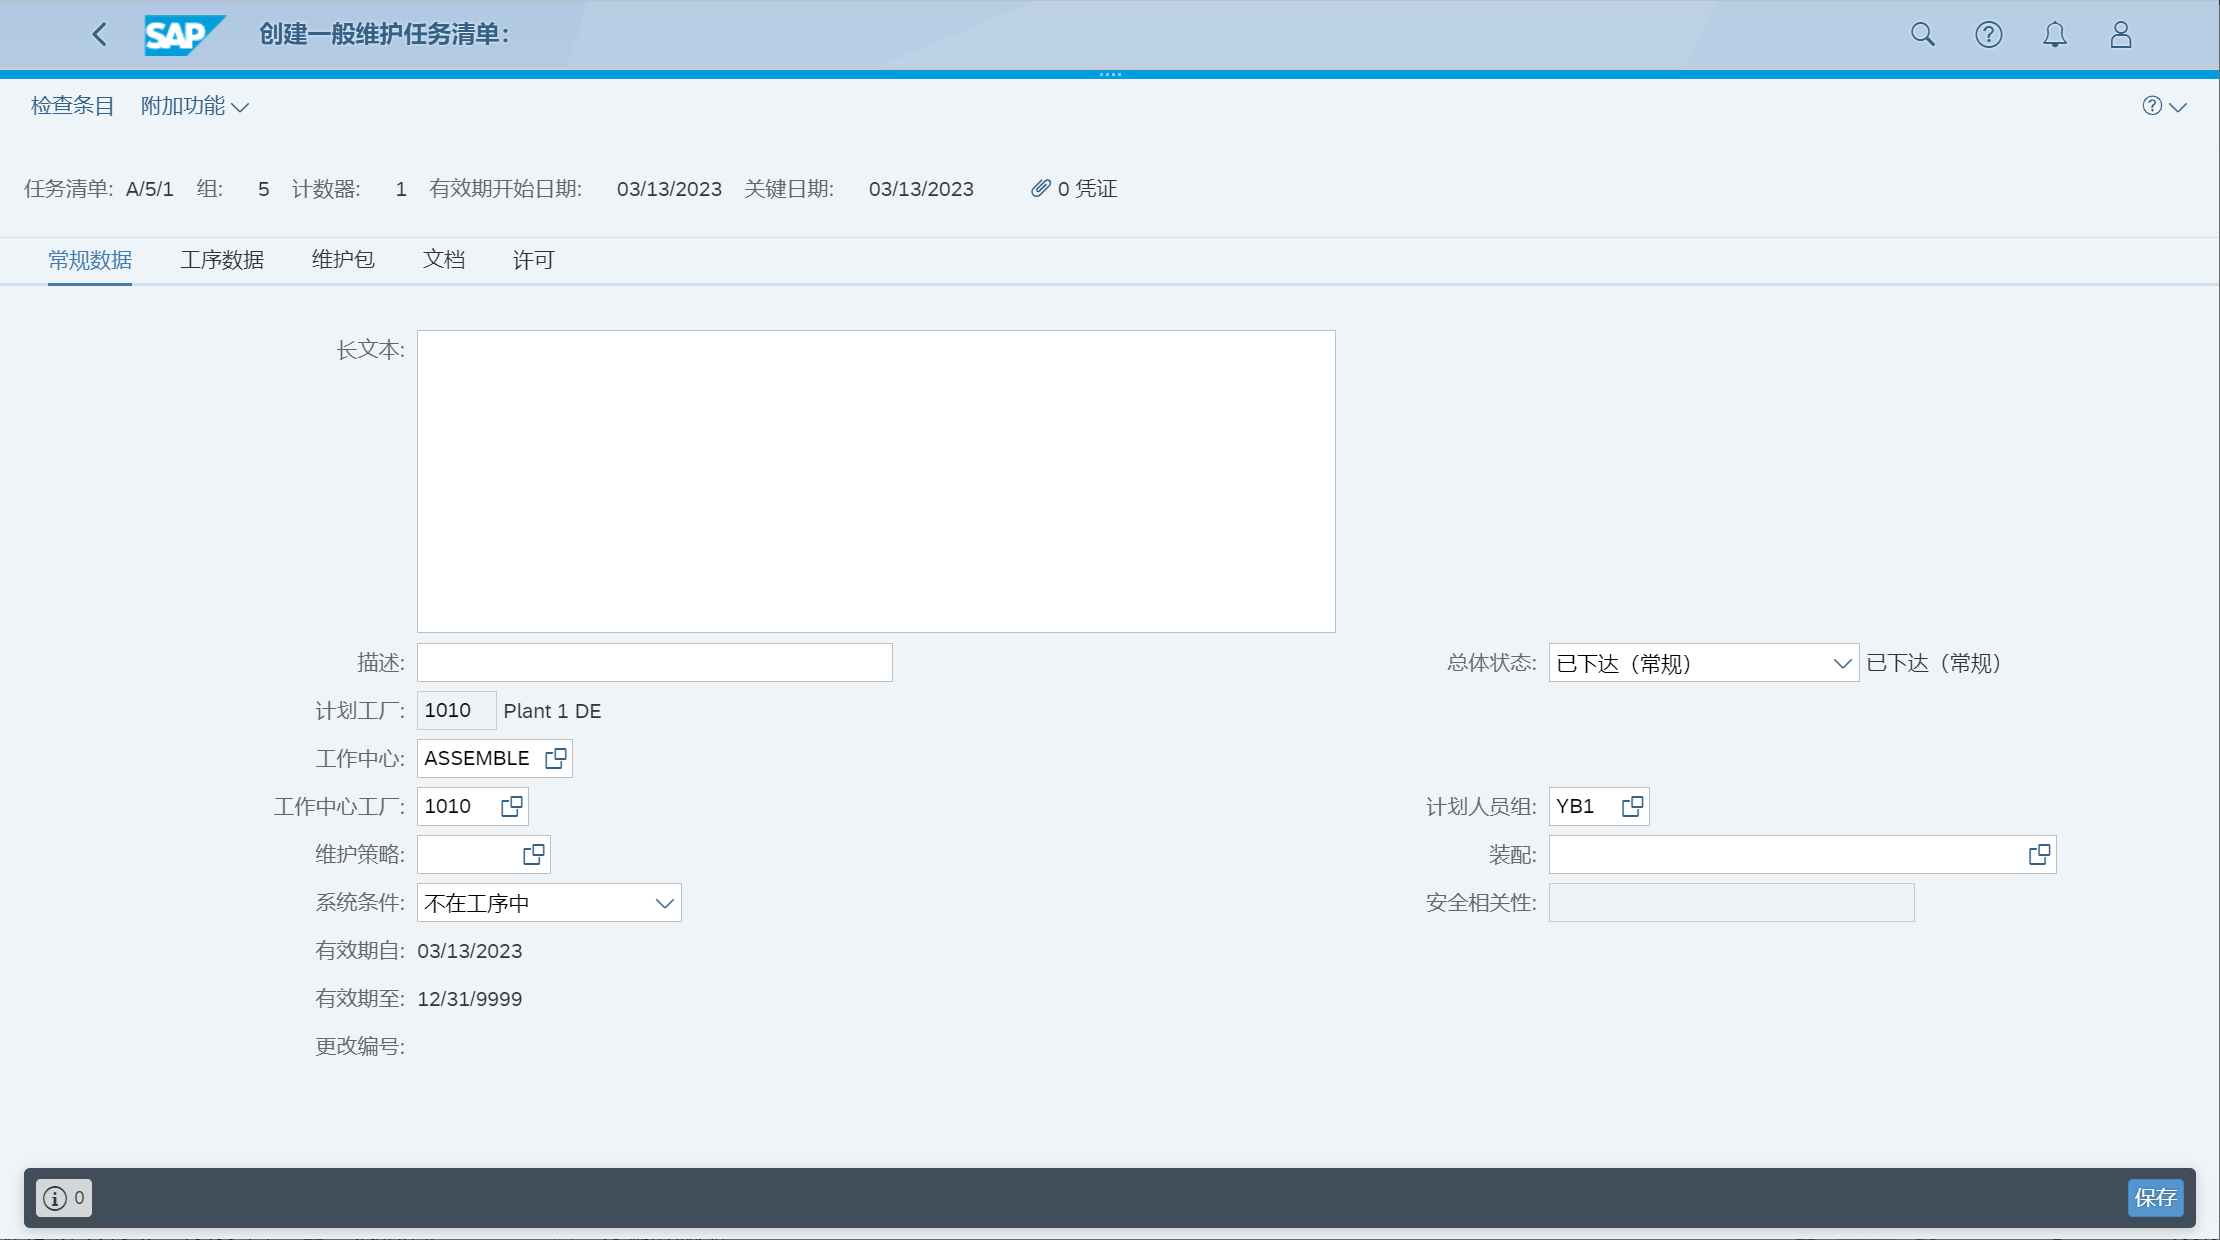 SAP 创建一般维护任务清单:
检查条目 附加功能
任务清单: A/5/1 组: 5 计数器: 1 有效期开始日期: 03/13/2023 关键日期: 03/13/2023 0 凭证
常规数据 工序数据 维护包 文档 许可
长文本:
描述: 总体状态: 已下达（常规） 已下达（常规）
计划工厂: 1010 Plant 1 DE
工作中心: ASSEMBLE
工作中心工厂: 1010 计划人员组: YB1
维护策略: 装配:
系统条件: 不在工序中 安全相关性:
有效期自: 03/13/2023
有效期至: 12/31/9999
更改编号:
0 保存